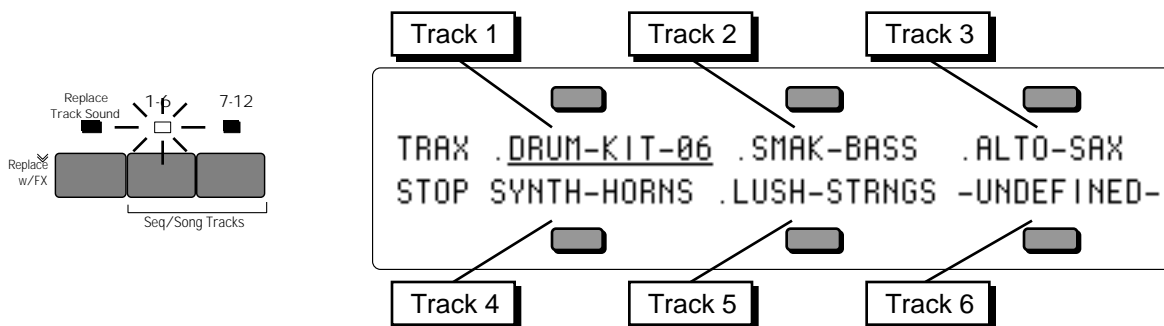 Track 1 Track 2 Track 3
Replace
Track Sound 1-6 7-12
Replace
w/FX
Seq/Song Tracks
TRAX .DRUM-KIT-06 .SMAK-BASS .ALTO-SAX
STOP SYNTH-HORNS .LUSH-STRNGS -UNDEFINED-
Track 4 Track 5 Track 6